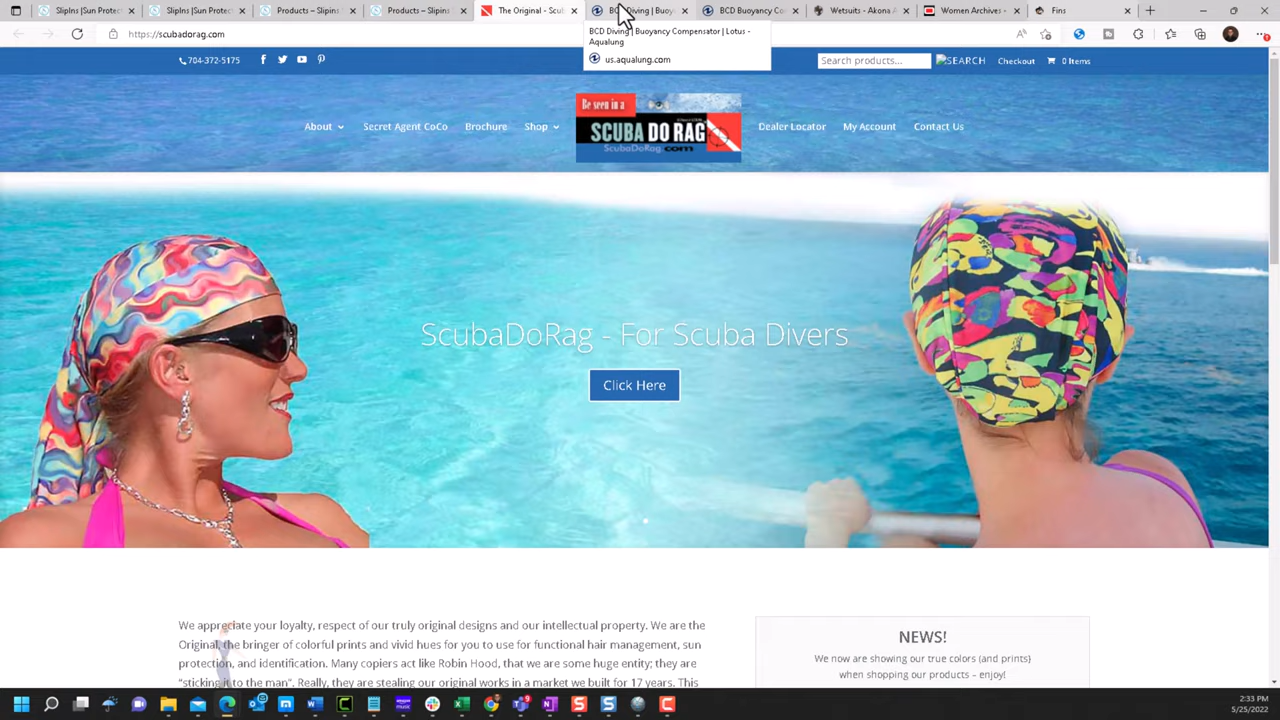 SlipIns |Sun Protec
SlipIns |Sun Protec
Products – Slipins
Products – Slipins
The Original - Scu
BCD Diving | Buoy
BCD Buoyancy Co
Wetsuits - Akona A
Women Archives -
Fins
BCD Diving | Buoyancy Compensator | Lotus -
Aqualung
us.aqualung.com
https://scubadorag.com
704-372-5175
Search products...
SEARCH
Checkout
0 Items
About
Secret Agent CoCo
Brochure
Shop
Be seen in a
SCUBA DO RAG
ScubaDoRag.com
Dealer Locator
My Account
Contact Us
ScubaDoRag - For Scuba Divers
Click Here
We appreciate your loyalty, respect of our truly original designs and our intellectual property. We are the
Original, the bringer of colorful prints and vivid hues for you to use for functional hair management, sun
protection, and identification. Many copiers act like Robin Hood, that we are some huge entity; they are
“sticking it to the man”. Really, they are stealing our original works in a market we built for 17 years. This
NEWS!
We now are showing our true colors (and prints)
when shopping our products – enjoy!
2:33 PM
5/25/2022